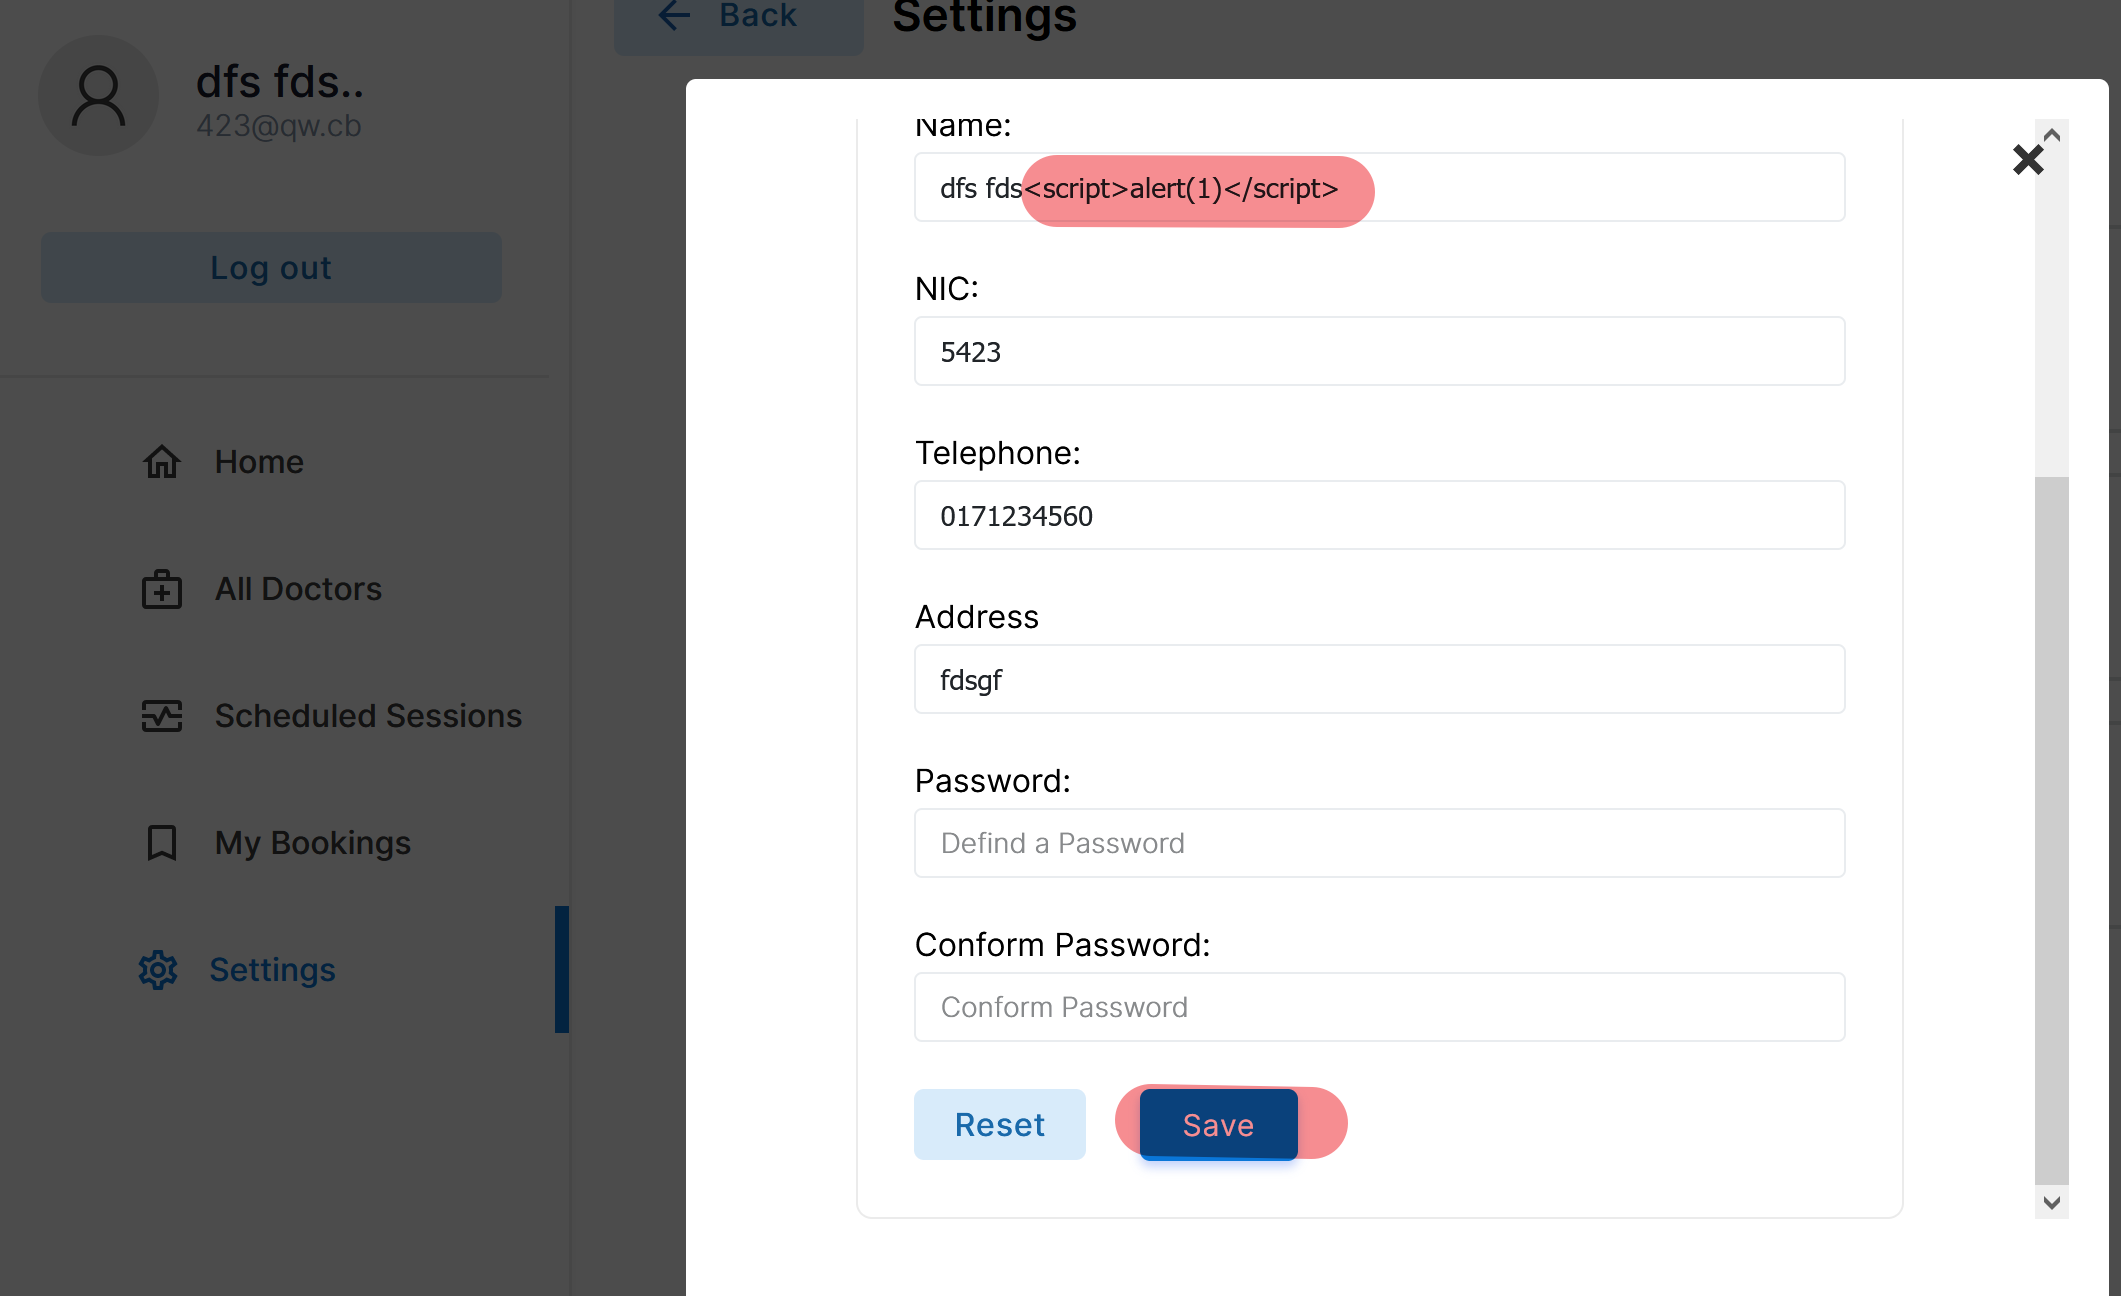 dfs fds..
423@qw.cb
Log out
Home
All Doctors
Scheduled Sessions
My Bookings
Settings
Back
Settings
Name:
dfs fds<script>alert(1)</script>
NIC:
5423
Telephone:
0171234560
Address
fdsgf
Password:
Defind a Password
Conform Password:
Conform Password
Reset
Save